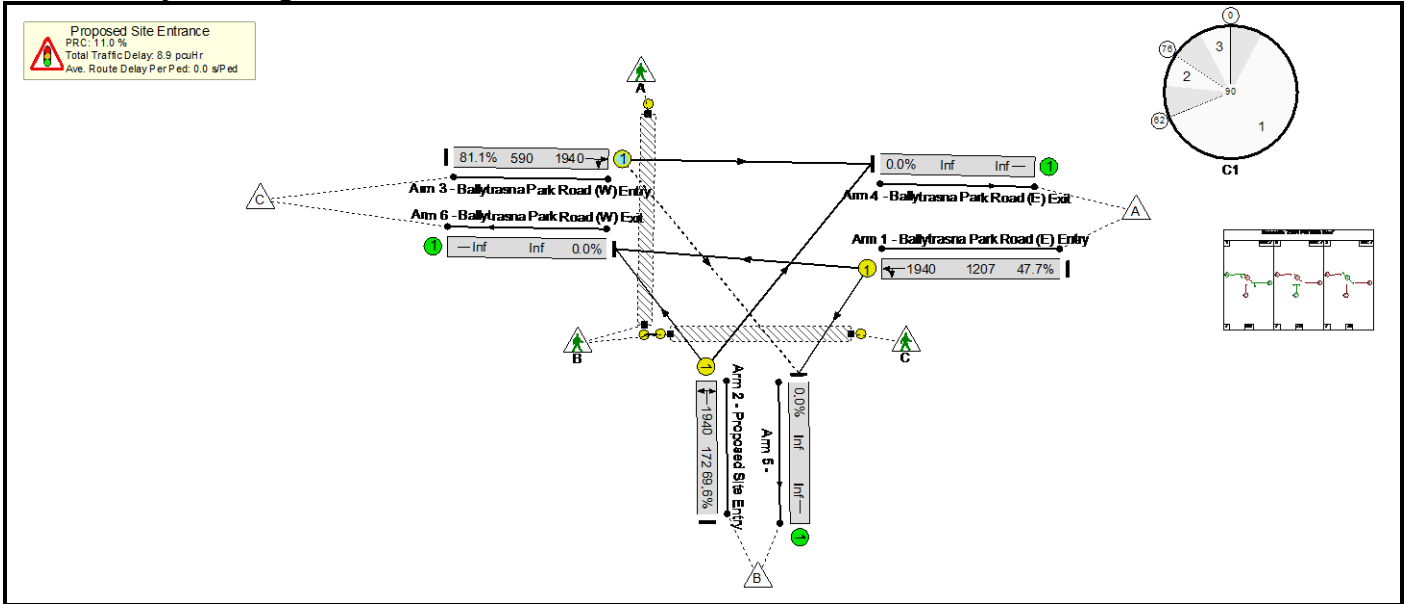 Proposed Site Entrance
PRC: 11.0 %
Total Traffic Delay: 8.9 pcuHr
Ave. Route Delay Per Ped: 0.0 s/Ped
A
81.1% 590 1940
1
Arm 3 - Ballytrasna Park Road (W) Entry
C
Arm 6 - Ballytrasna Park Road (W) Exit
1
Inf Inf 0.0%
0.0% Inf Inf
1
Arm 4 - Ballytrasna Park Road (E) Exit
A
Arm 1 - Ballytrasna Park Road (E) Entry
1
1940 1207 47.7%
B
C
1
1940 172 69.6%
Arm 2 - Proposed Site Entry
Arm 5 -
0.0% Inf Inf
1
B
0
76
3
2
90
62
1
C1